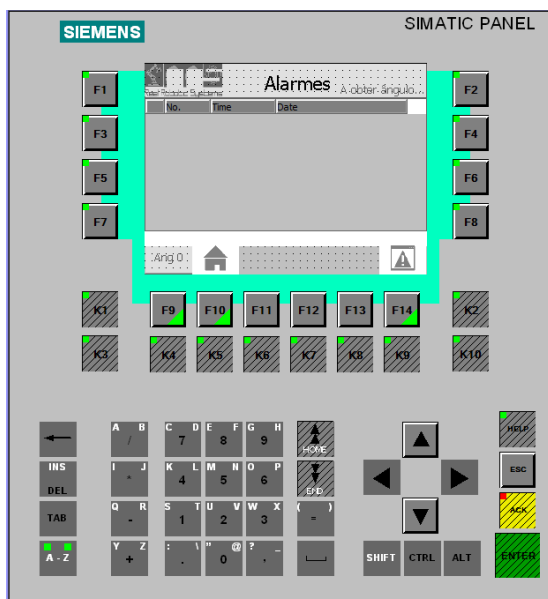 SIEMENS
SIMATIC PANEL
Alarmes
A obter ângulo...
No. Time Date
Ang 0
F1 F2
F3 F4
F5 F6
F7 F8
F9 F10 F11 F12 F13 F14
K1 K2
K3 K4 K5 K6 K7 K8 K9 K10
A B / C D 7 E F 8 G H 9 HOME HELP
INS DEL I J * K L 4 M N 5 O P 6 END ESC
TAB Q R - S T 1 U V 2 W X 3 ( ) = ACK
A - Z Y Z + : \ . " @ 0 ? _ , SHIFT CTRL ALT ENTER